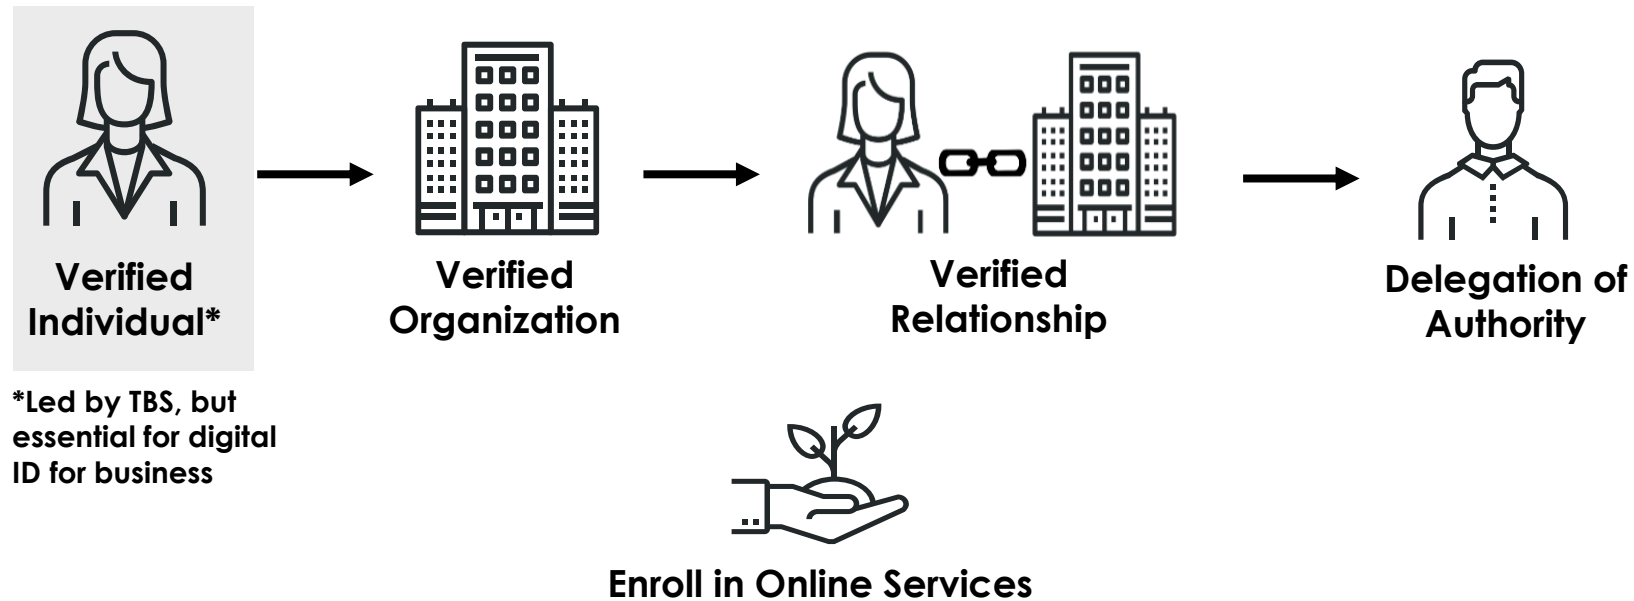 Verified
Individual*
Verified
Organization
Verified
Relationship
Delegation of
Authority
*Led by TBS, but
essential for digital
ID for business
Enroll in Online Services